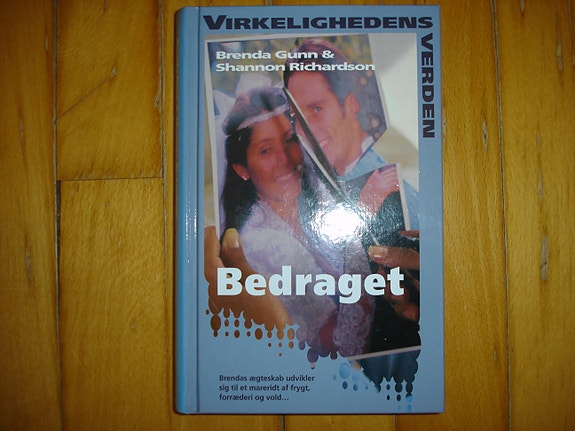 VIRKELIGHEDENS
VERDEN
Brenda Gunn &
Shannon Richardson
Bedraget
Brendas ægteskab udvikler
sig til et mareridt af frygt,
forræderi og vold...